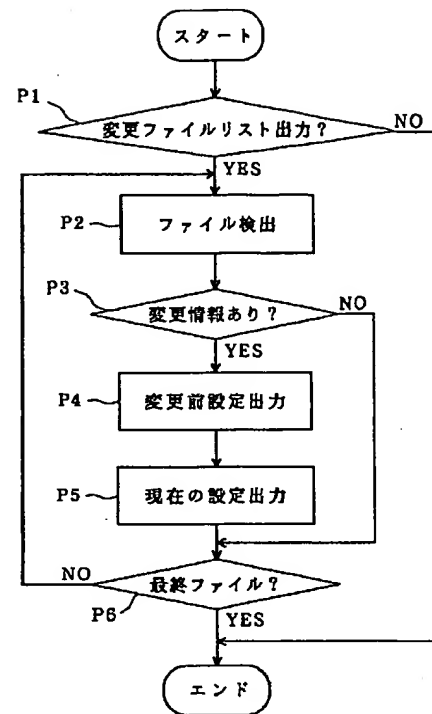 スタート
P1
変更ファイルリスト出力？
NO
YES
P2
ファイル検出
P3
変更情報あり？
NO
YES
P4
変更前設定出力
P5
現在の設定出力
NO
最終ファイル？
P6
YES
エンド